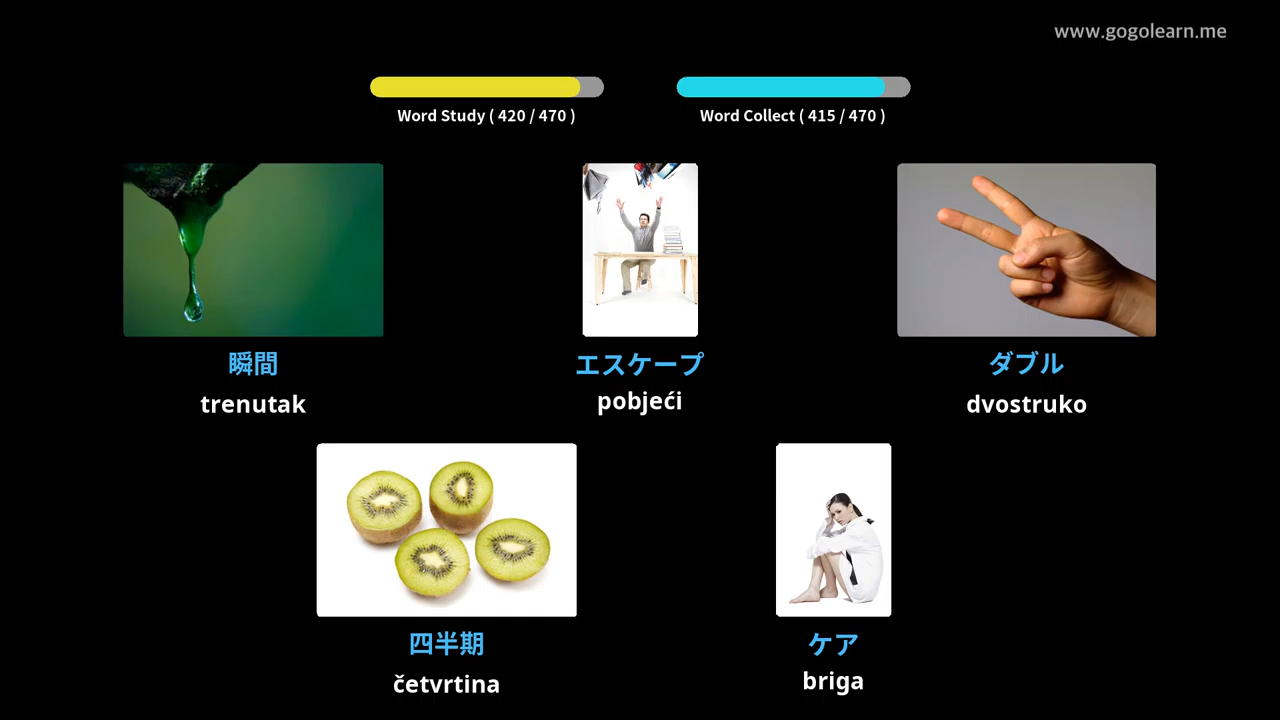 www.gogolearn.me
Word Study ( 420 / 470 )
Word Collect ( 415 / 470 )
瞬間
エスケープ
ダブル
trenutak
pobjeći
dvostruko
四半期
ケア
četvrtina
briga